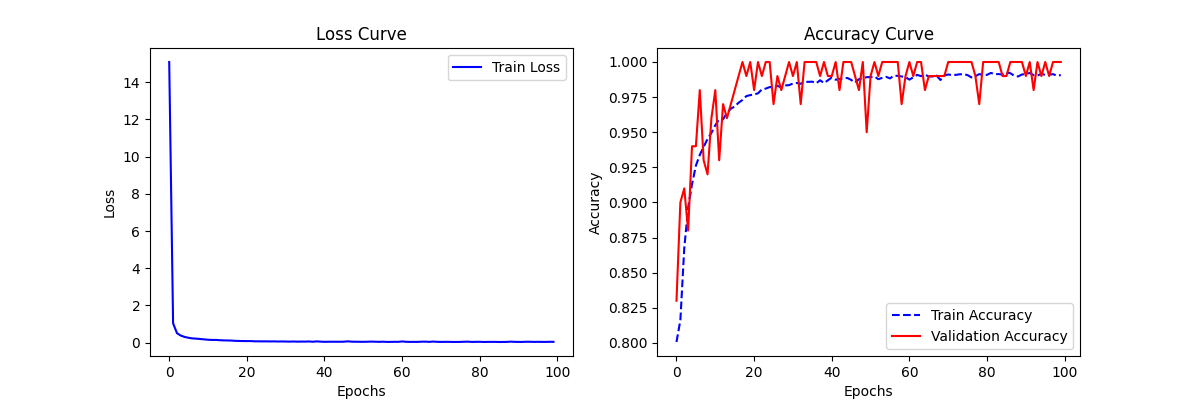 Loss Curve
Train Loss
14
12
10
8
6
4
2
0
Loss
0 20 40 60 80 100
Epochs
Accuracy Curve
1.000
0.975
0.950
0.925
0.900
0.875
0.850
0.825
0.800
Accuracy
Train Accuracy
Validation Accuracy
0 20 40 60 80 100
Epochs